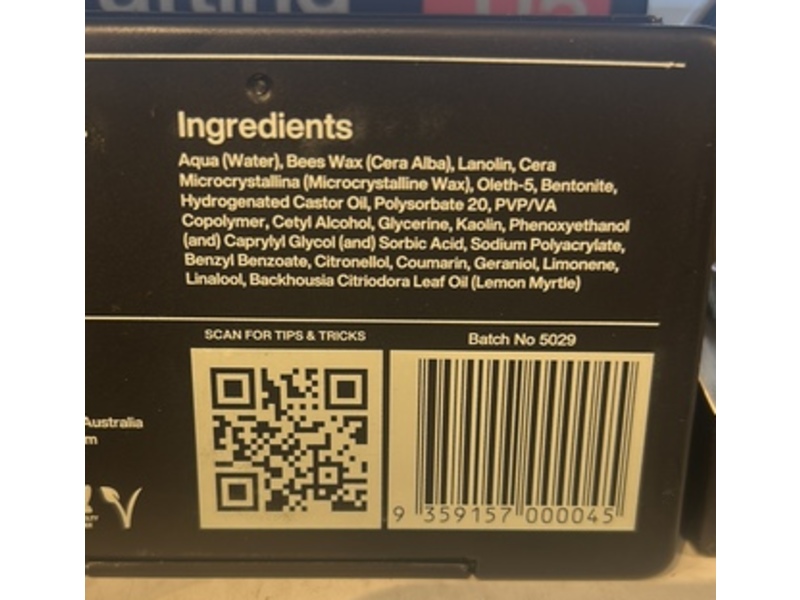 Ingredients
Aqua (Water), Bees Wax (Cera Alba), Lanolin, Cera
Microcrystallina (Microcrystalline Wax), Oleth-5, Bentonite,
Hydrogenated Castor Oil, Polysorbate 20, PVP/VA
Copolymer, Cetyl Alcohol, Glycerine, Kaolin, Phenoxyethanol
(and) Caprylyl Glycol (and) Sorbic Acid, Sodium Polyacrylate,
Benzyl Benzoate, Citronellol, Coumarin, Geraniol, Limonene,
Linalool, Backhousia Citriodora Leaf Oil (Lemon Myrtle)
SCAN FOR TIPS & TRICKS
Batch No 5029
Australia
9 359157 000045